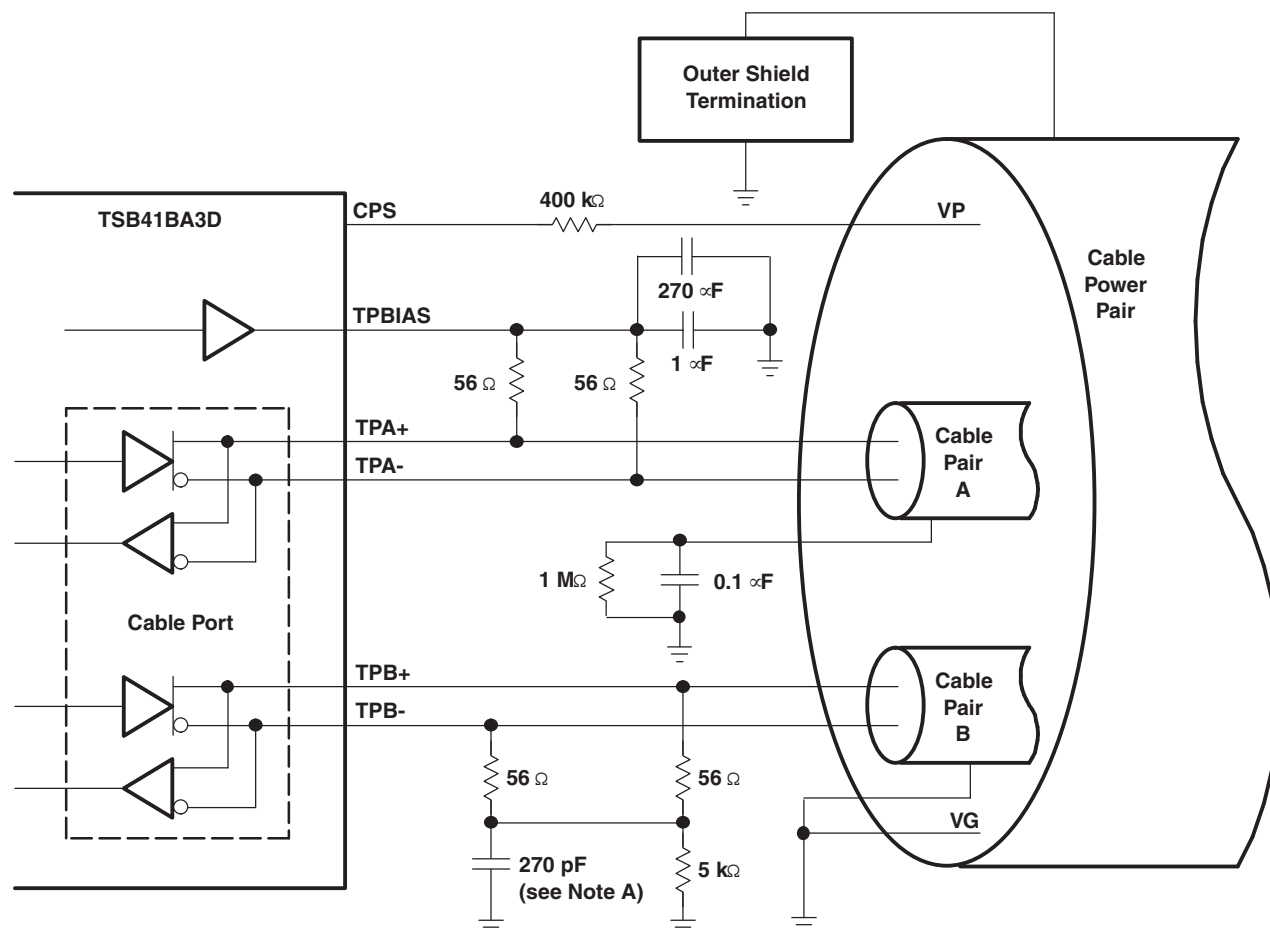 Outer Shield
Termination
TSB41BA3D
CPS
400 kΩ
VP
Cable
Power
Pair
270 ∝F
TPBIAS
1 ∝F
56 Ω
56 Ω
TPA+
Cable
Pair
A
TPA-
1 MΩ
0.1 ∝F
Cable Port
TPB+
Cable
Pair
B
TPB-
56 Ω
56 Ω
VG
270 pF
(see Note A)
5 kΩ